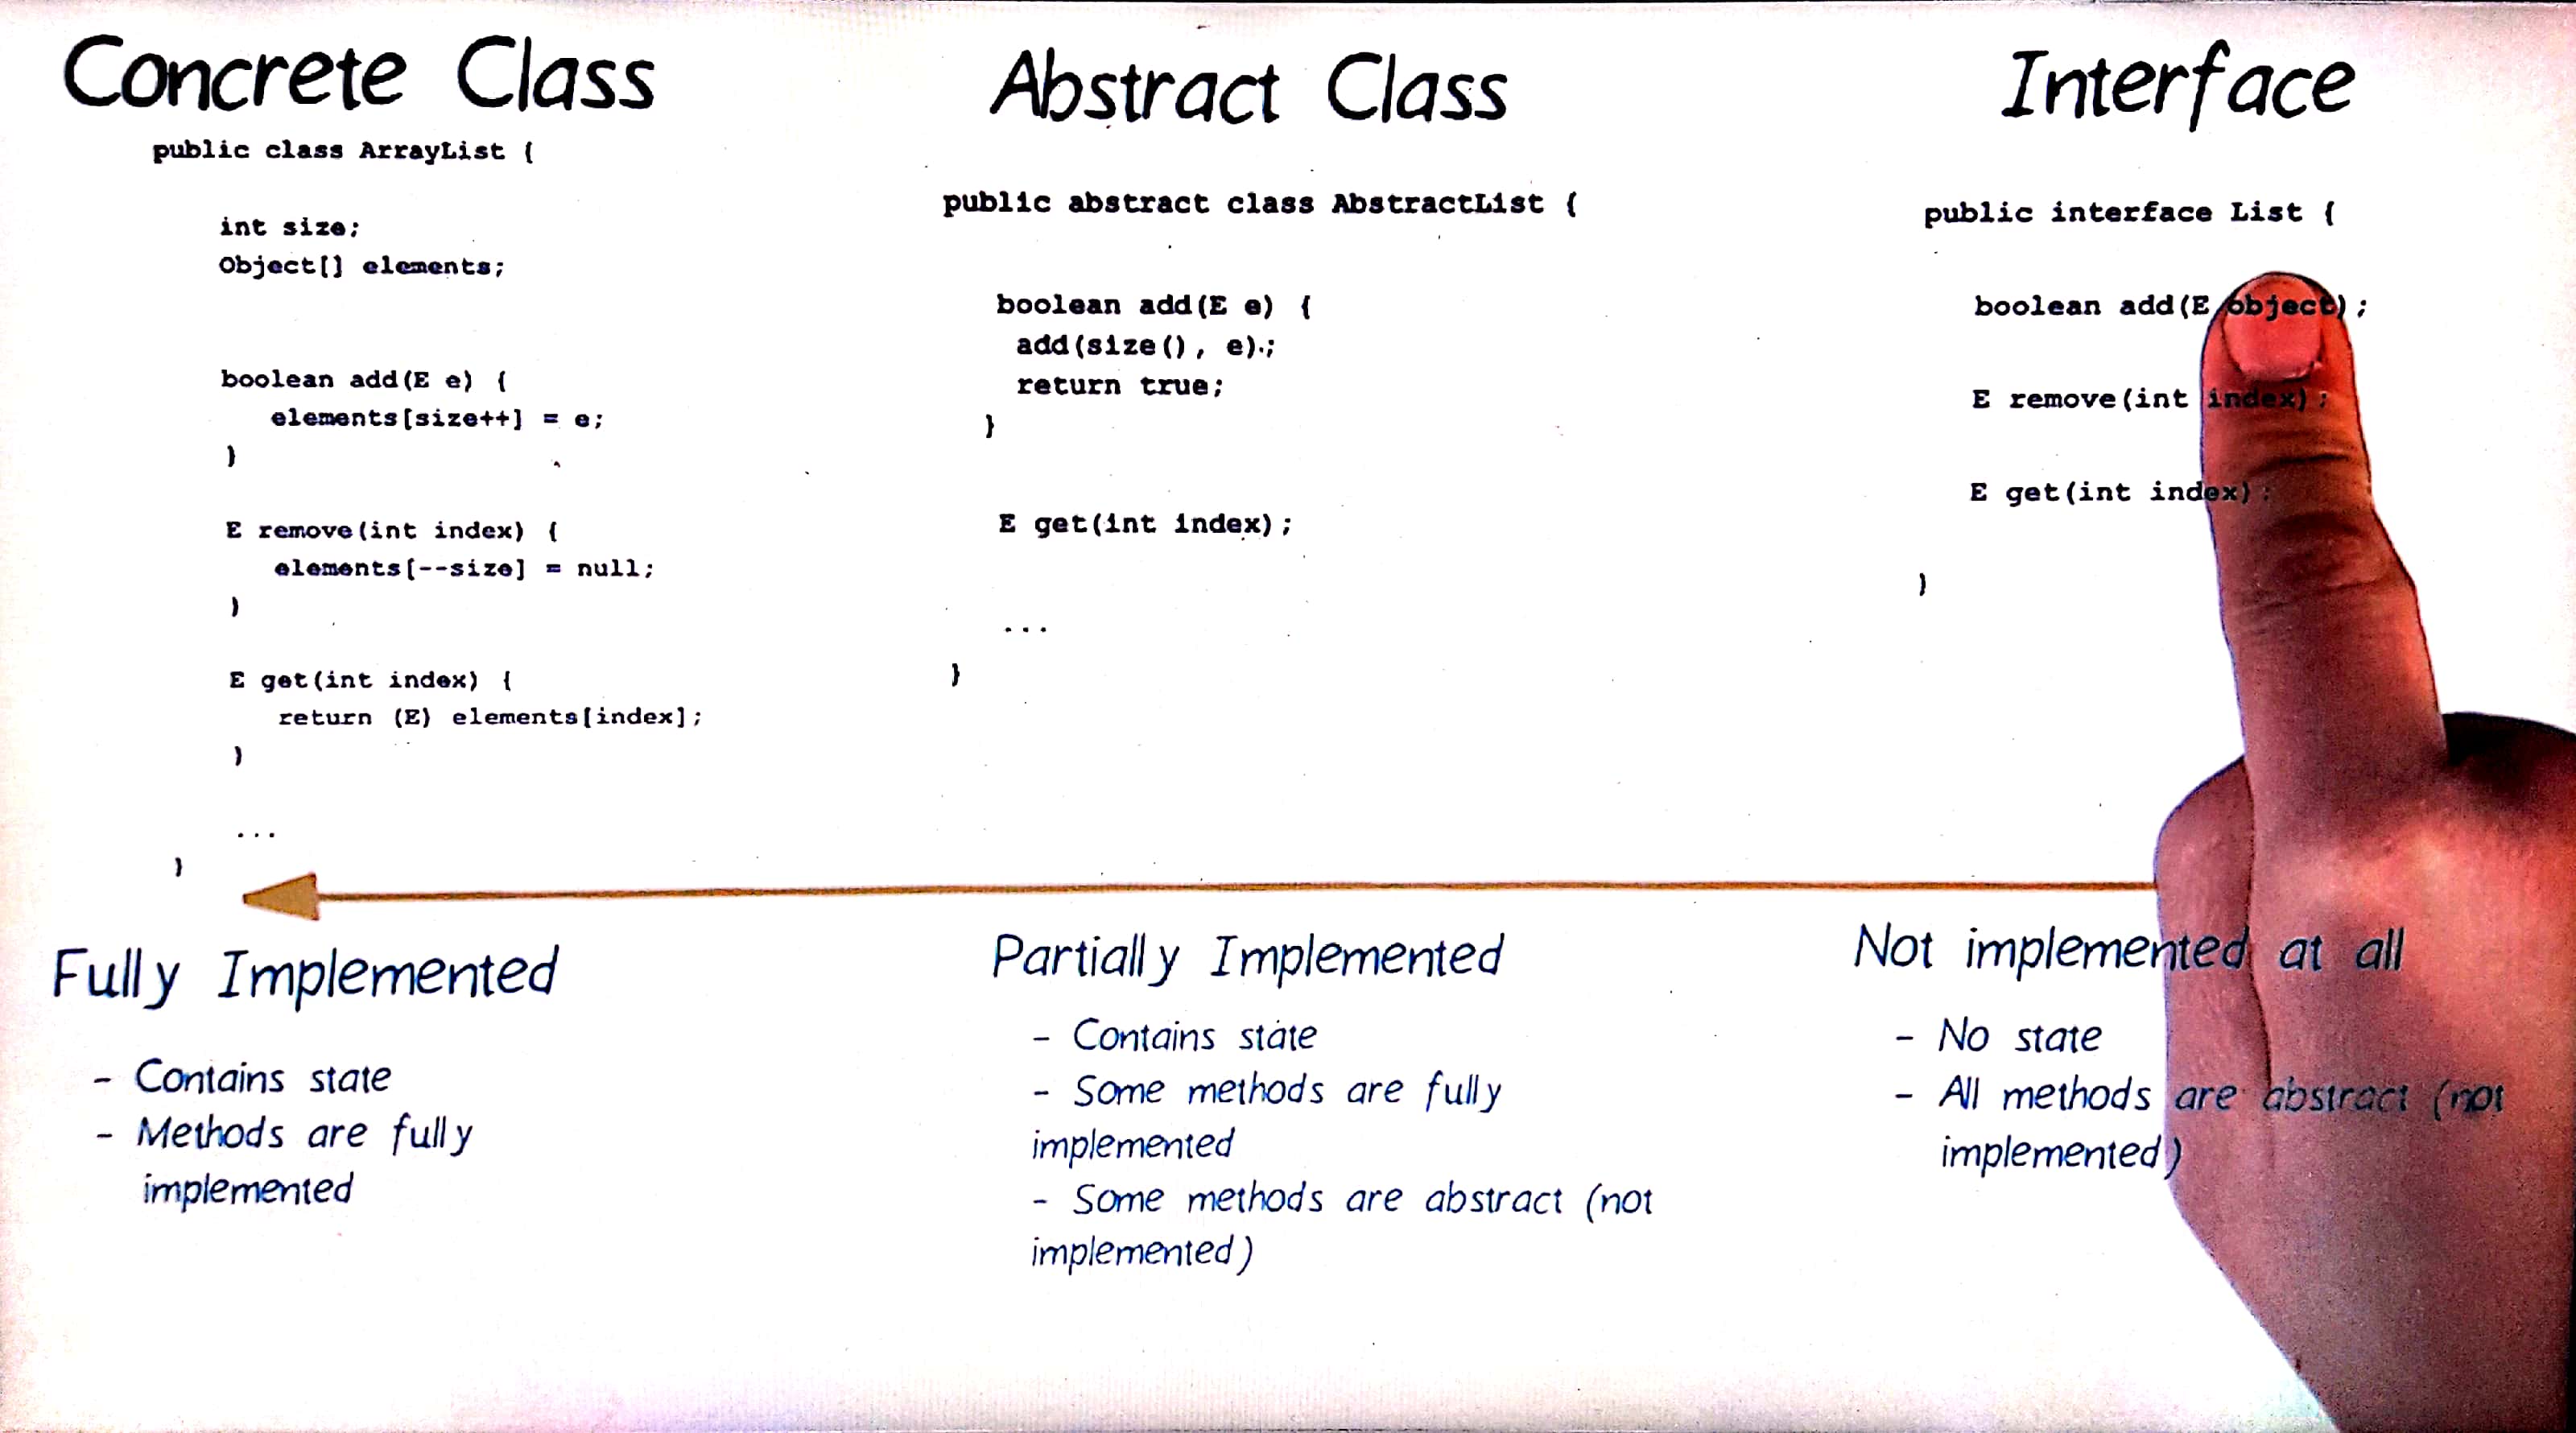 Concrete Class
public class ArrayList {
int size;
Object[] elements;
boolean add(E e) {
elements[size++] = e;
}
E remove(int index) {
elements[--size] = null;
}
E get(int index) {
return (E) elements[index];
}
...
}
Fully Implemented
- Contains state
- Methods are fully
implemented
Abstract Class
public abstract class AbstractList {
boolean add(E e) {
add(size(), e);
return true;
}
E get(int index);
...
}
Partially Implemented
- Contains state
- Some methods are fully
implemented
- Some methods are abstract (not
implemented)
Interface
public interface List {
boolean add(E object);
E remove(int index);
E get(int index);
}
Not implemented at all
- No state
- All methods are abstract (not
implemented)